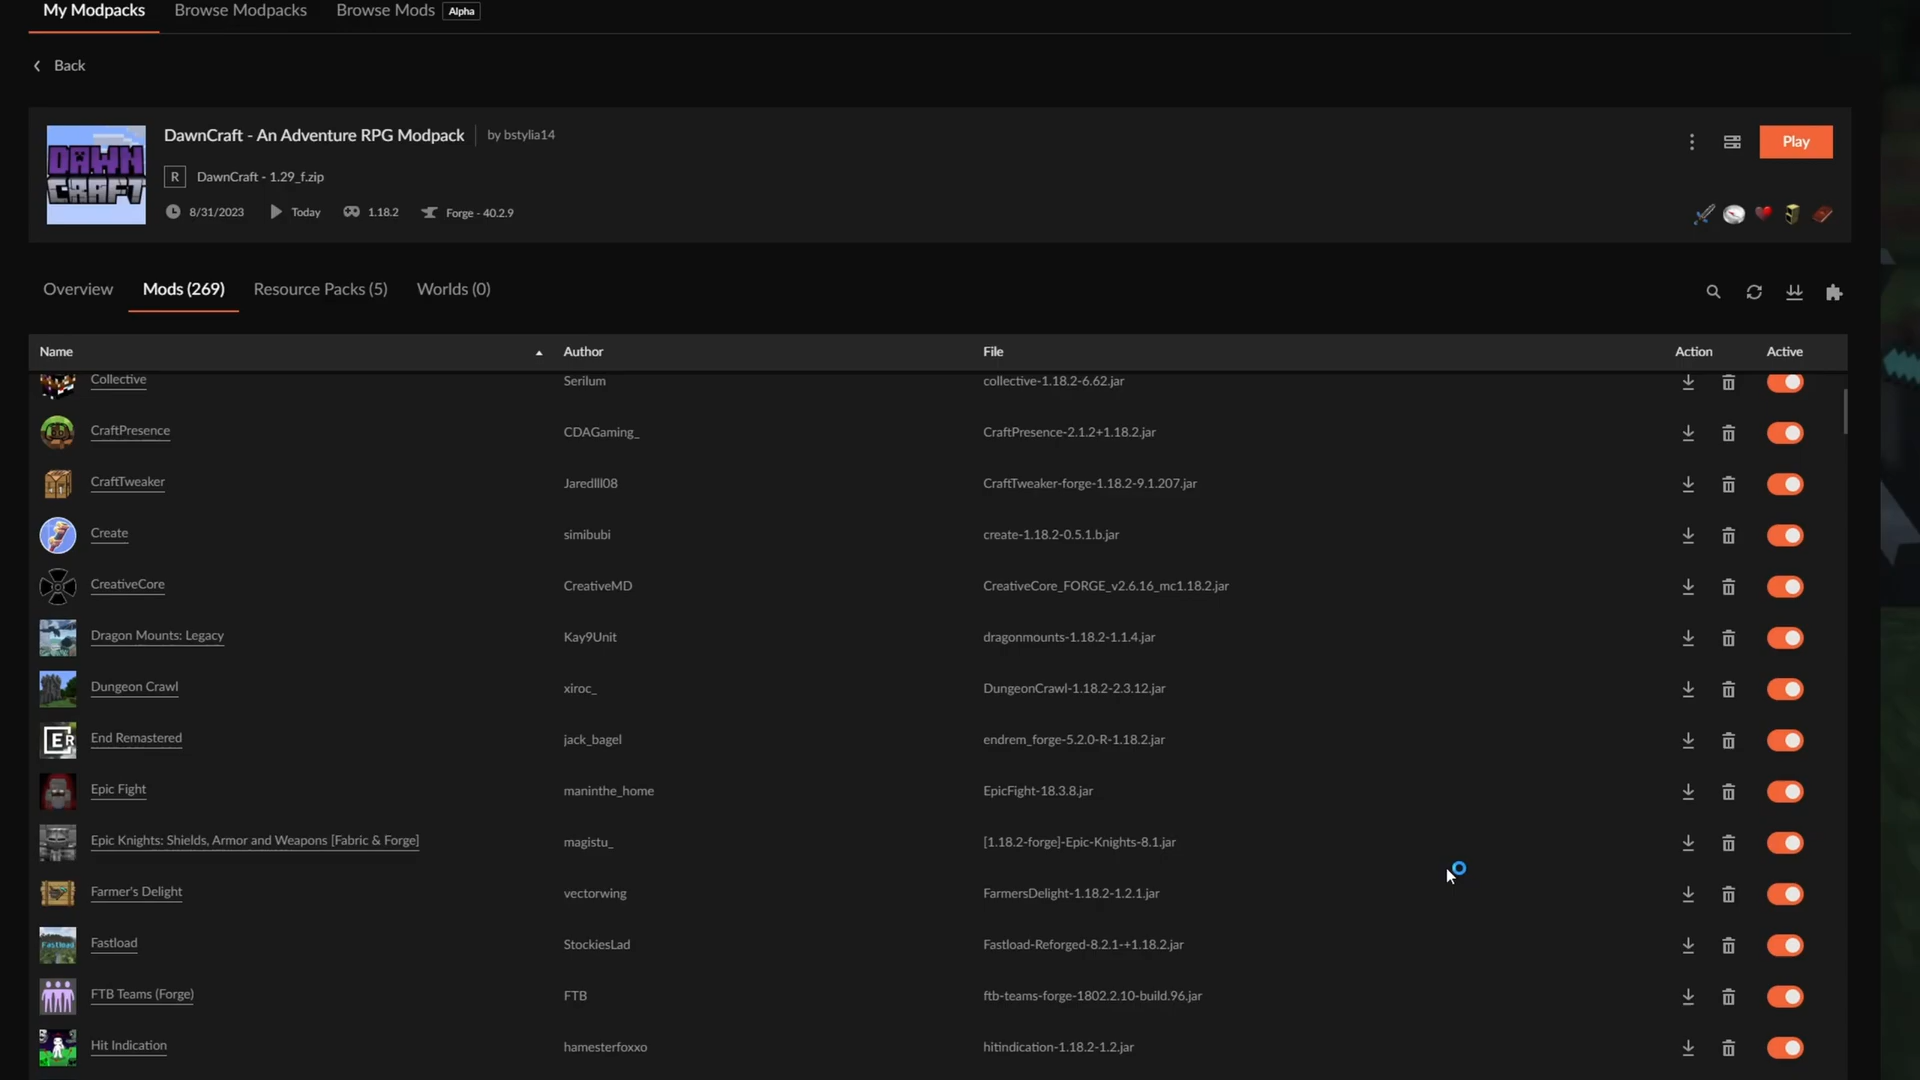 My Modpacks Browse Modpacks Browse Mods Alpha
Back
DAWN
CRAFT
DawnCraft - An Adventure RPG Modpack by bstylia14
Play
R DawnCraft - 1.29_f.zip
8/31/2023 Today 1.18.2 Forge - 40.2.9
Overview Mods (269) Resource Packs (5) Worlds (0)
Name Author File Action Active
Collective Serilum collective-1.18.2-6.62.jar
CraftPresence CDAGaming_ CraftPresence-2.1.2+1.18.2.jar
CraftTweaker Jaredlll08 CraftTweaker-forge-1.18.2-9.1.207.jar
Create simibubi create-1.18.2-0.5.1.b.jar
CreativeCore CreativeMD CreativeCore_FORGE_v2.6.16_mc1.18.2.jar
Dragon Mounts: Legacy Kay9Unit dragonmounts-1.18.2-1.1.4.jar
Dungeon Crawl xiroc_ DungeonCrawl-1.18.2-2.3.12.jar
ER End Remastered jack_bagel endrem_forge-5.2.0-R-1.18.2.jar
Epic Fight maninthe_home EpicFight-18.3.8.jar
Epic Knights: Shields, Armor and Weapons [Fabric & Forge] magistu_ [1.18.2-forge]-Epic-Knights-8.1.jar
Farmer's Delight vectorwing FarmersDelight-1.18.2-1.2.1.jar
Fastload Fastload StockiesLad Fastload-Reforged-8.2.1-+1.18.2.jar
FTB Teams (Forge) FTB ftb-teams-forge-1802.2.10-build.96.jar
Hit Indication hamesterfoxxo hitindication-1.18.2-1.2.jar